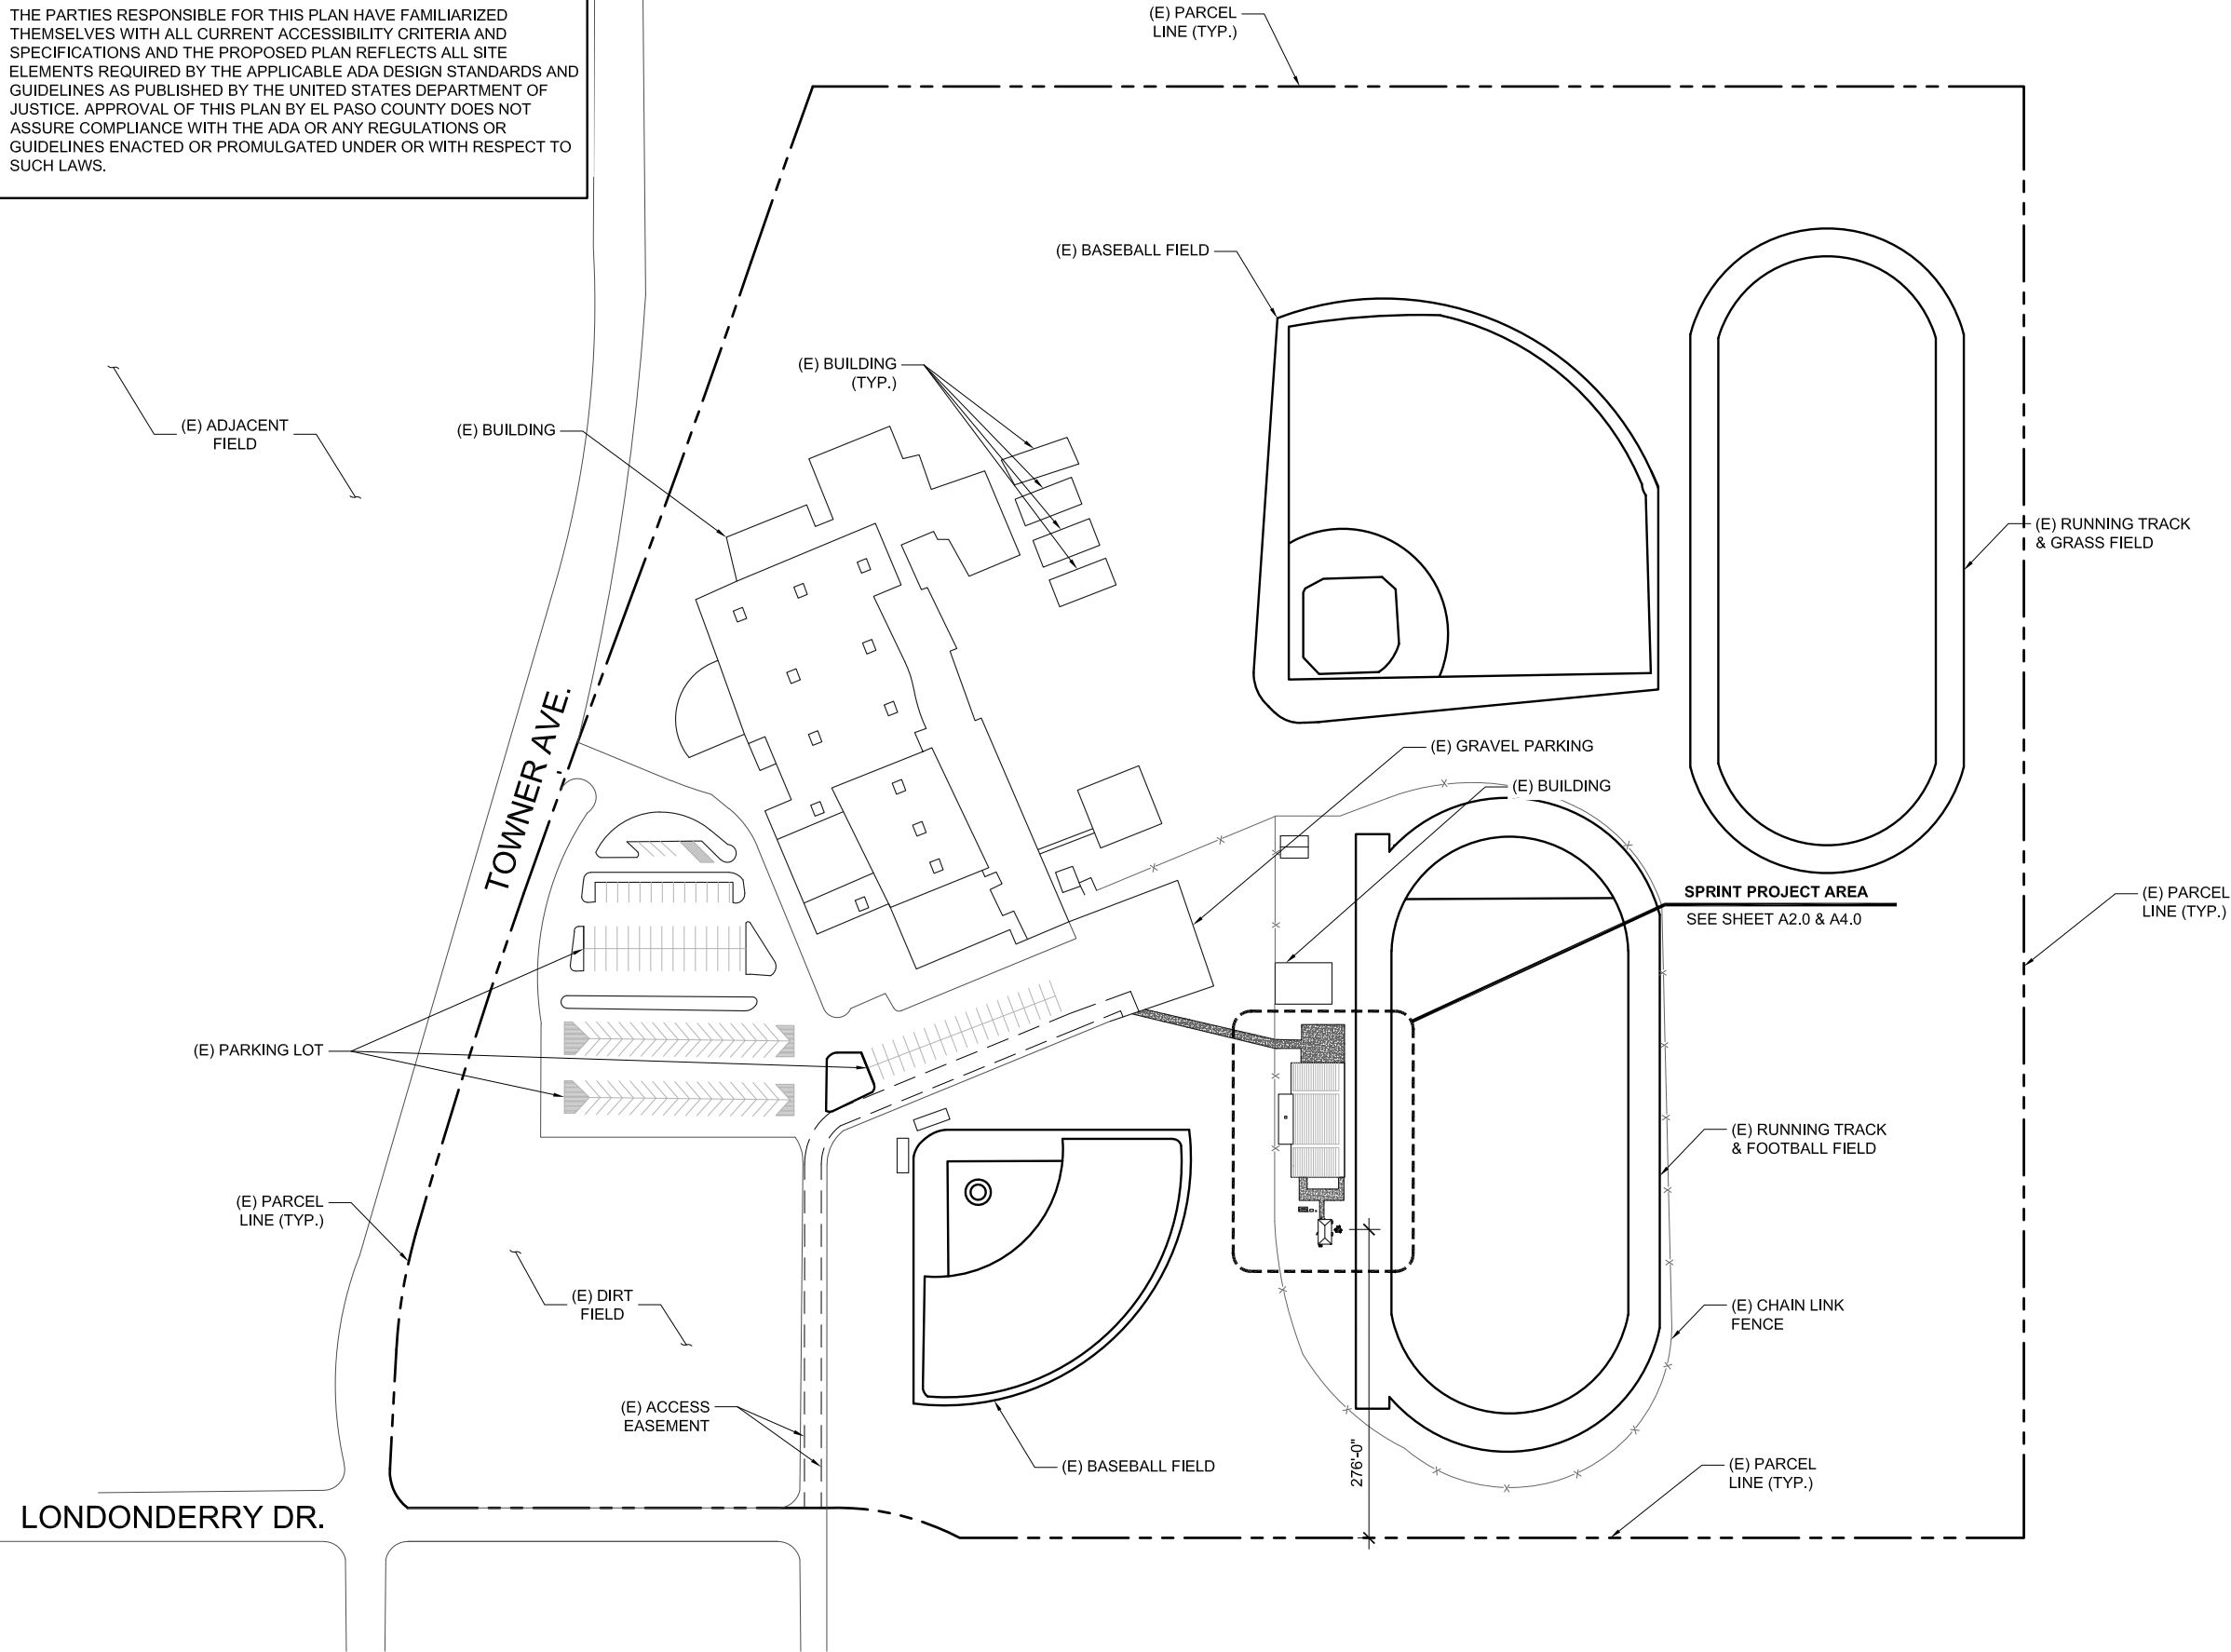 THE PARTIES RESPONSIBLE FOR THIS PLAN HAVE FAMILIARIZED
THEMSELVES WITH ALL CURRENT ACCESSIBILITY CRITERIA AND
SPECIFICATIONS AND THE PROPOSED PLAN REFLECTS ALL SITE
ELEMENTS REQUIRED BY THE APPLICABLE ADA DESIGN STANDARDS AND
GUIDELINES AS PUBLISHED BY THE UNITED STATES DEPARTMENT OF
JUSTICE. APPROVAL OF THIS PLAN BY EL PASO COUNTY DOES NOT
ASSURE COMPLIANCE WITH THE ADA OR ANY REGULATIONS OR
GUIDELINES ENACTED OR PROMULGATED UNDER OR WITH RESPECT TO
SUCH LAWS.
(E) PARCEL
LINE (TYP.)
(E) BASEBALL FIELD
(E) BUILDING
(TYP.)
(E) ADJACENT
FIELD
(E) BUILDING
(E) RUNNING TRACK
& GRASS FIELD
TOWNER AVE.
(E) GRAVEL PARKING
(E) BUILDING
SPRINT PROJECT AREA
SEE SHEET A2.0 & A4.0
(E) PARCEL
LINE (TYP.)
(E) PARKING LOT
(E) RUNNING TRACK
& FOOTBALL FIELD
(E) PARCEL
LINE (TYP.)
(E) DIRT
FIELD
(E) CHAIN LINK
FENCE
(E) ACCESS
EASEMENT
(E) BASEBALL FIELD
276'-0"
(E) PARCEL
LINE (TYP.)
LONDONDERRY DR.